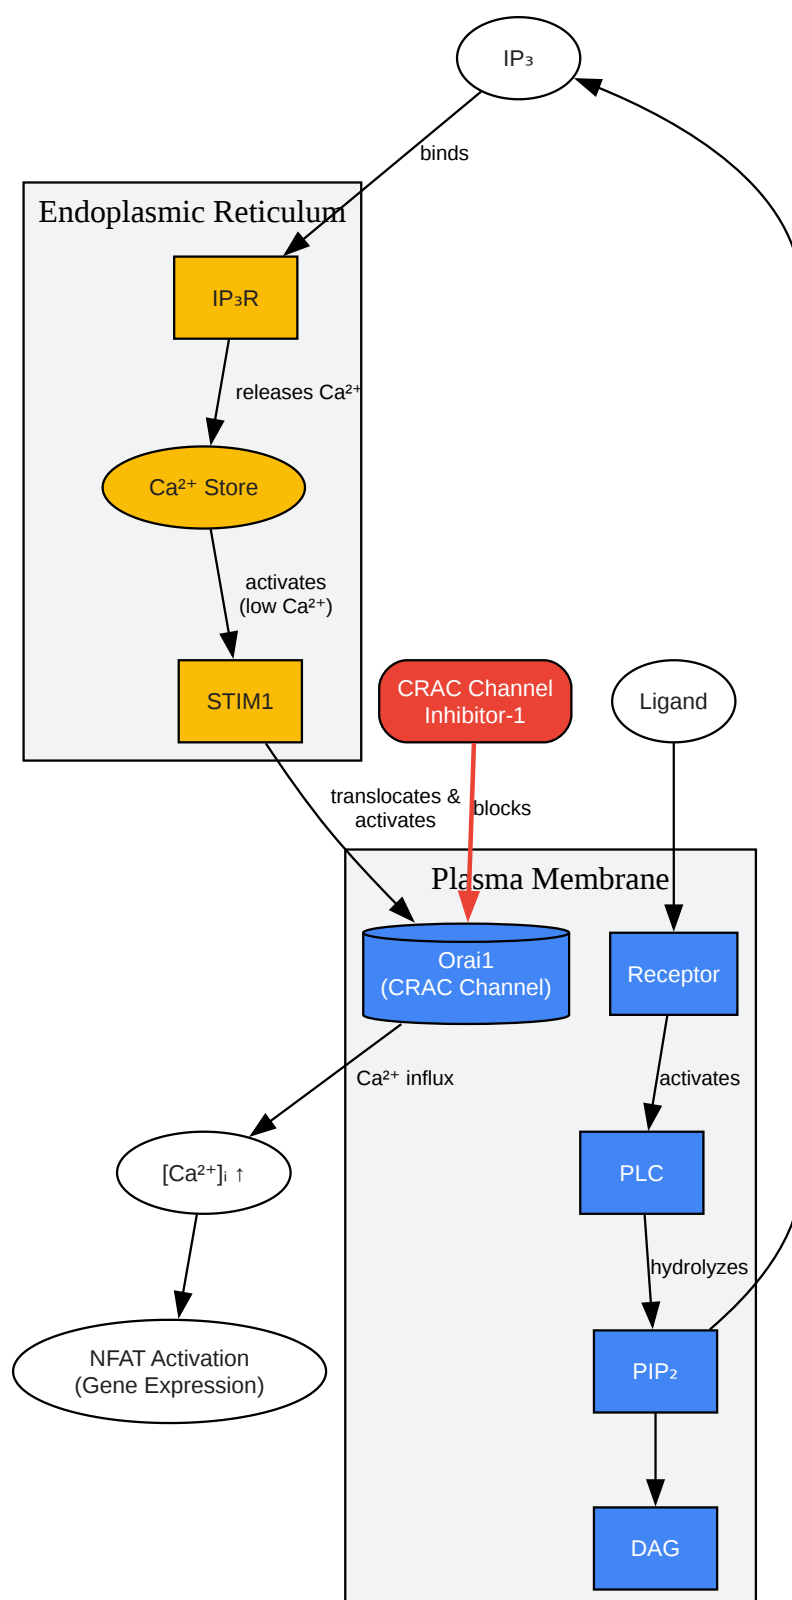 IP₃
binds
Endoplasmic Reticulum
IP₃R
releases Ca²⁺
Ca²⁺ Store
activates
(low Ca²⁺)
STIM1
CRAC Channel
Inhibitor-1
Ligand
translocates &
activates
blocks
Plasma Membrane
Orai1
(CRAC Channel)
Receptor
Ca²⁺ influx
activates
[Ca²⁺]ᵢ ↑
PLC
hydrolyzes
NFAT Activation
(Gene Expression)
PIP₂
DAG